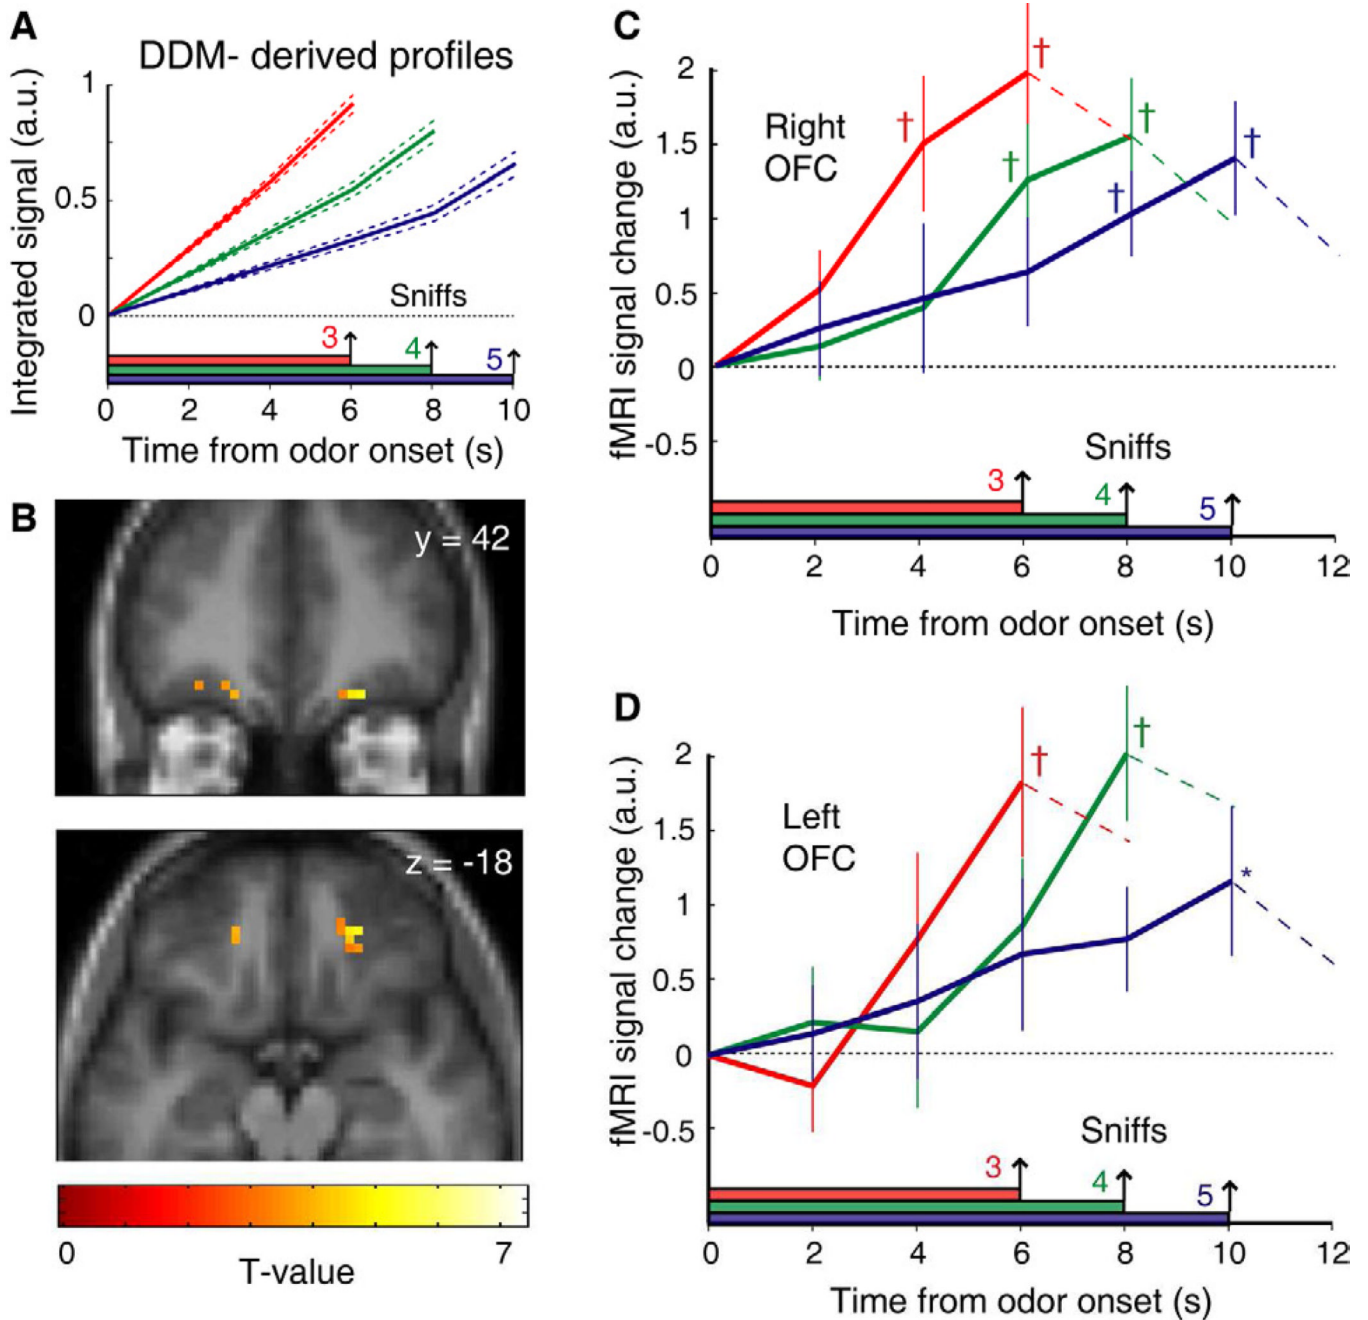 A
DDM- derived profiles
Integrated signal (a.u.)
1
0.5
0
Sniffs
3
4
5
0 2 4 6 8 10
Time from odor onset (s)
B
y = 42
z = -18
0 7
T-value
C
fMRI signal change (a.u.)
2
1.5
1
0.5
0
-0.5
Right
OFC
†
†
†
†
†
†
Sniffs
3
4
5
0 2 4 6 8 10 12
Time from odor onset (s)
D
fMRI signal change (a.u.)
2
1.5
1
0.5
0
-0.5
Left
OFC
†
†
*
Sniffs
3
4
5
0 2 4 6 8 10 12
Time from odor onset (s)